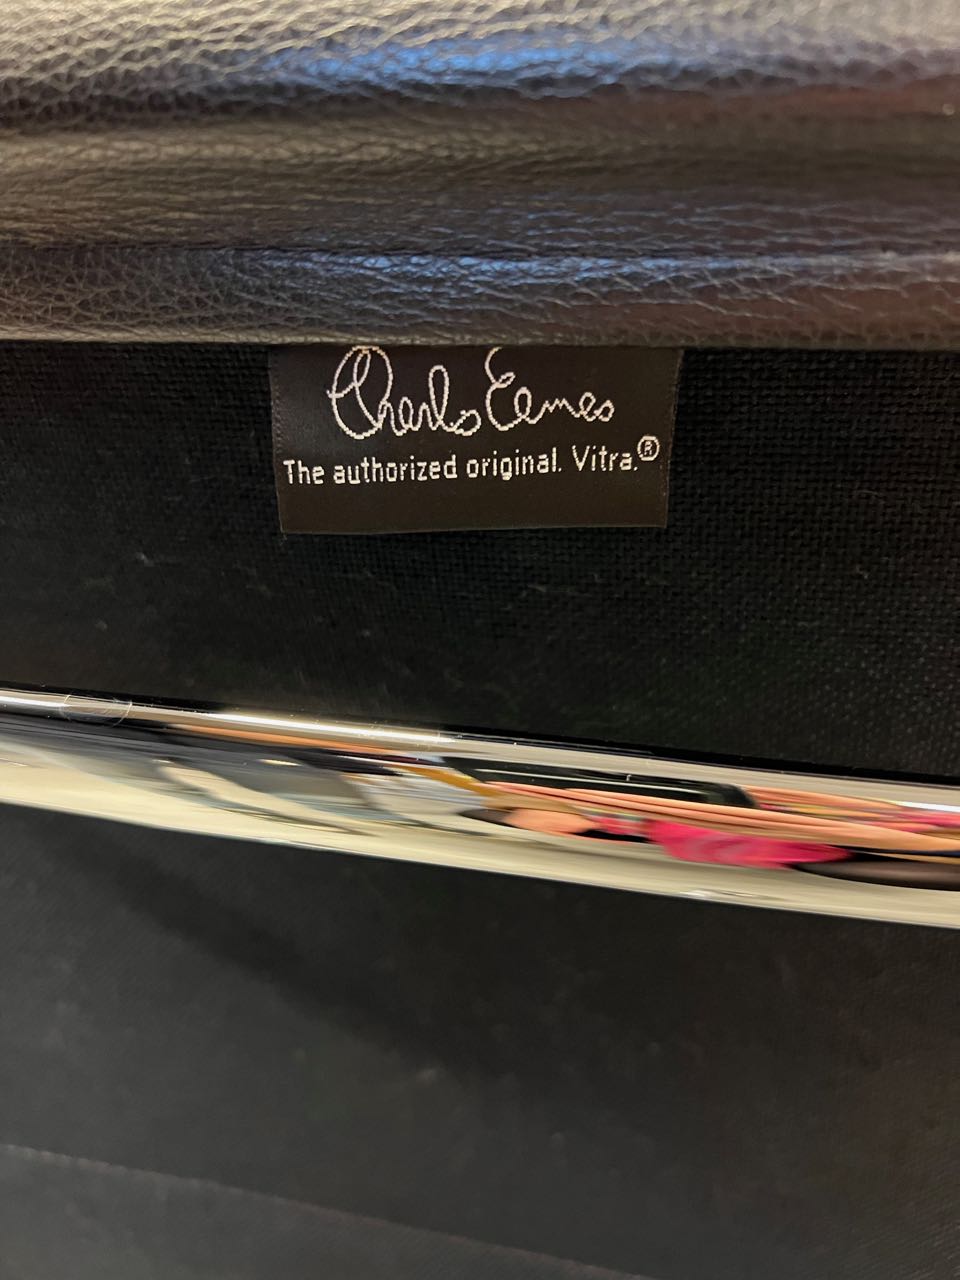 Charles Eames
The authorized original. Vitra.®